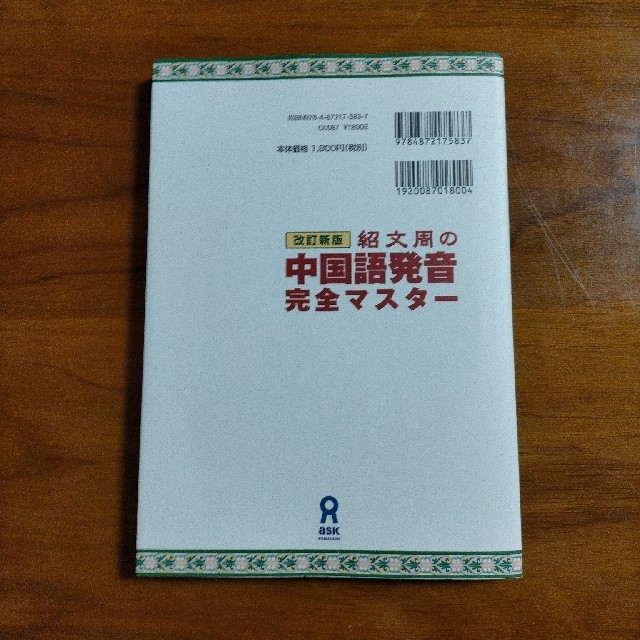 ISBN978-4-87217-583-7
C0087 ¥1800E
本体価格 1,800円(税別)
9784872175837
1920087018004
改訂新版 紹文周の
中国語発音
完全マスター
ask
PUBLISHING